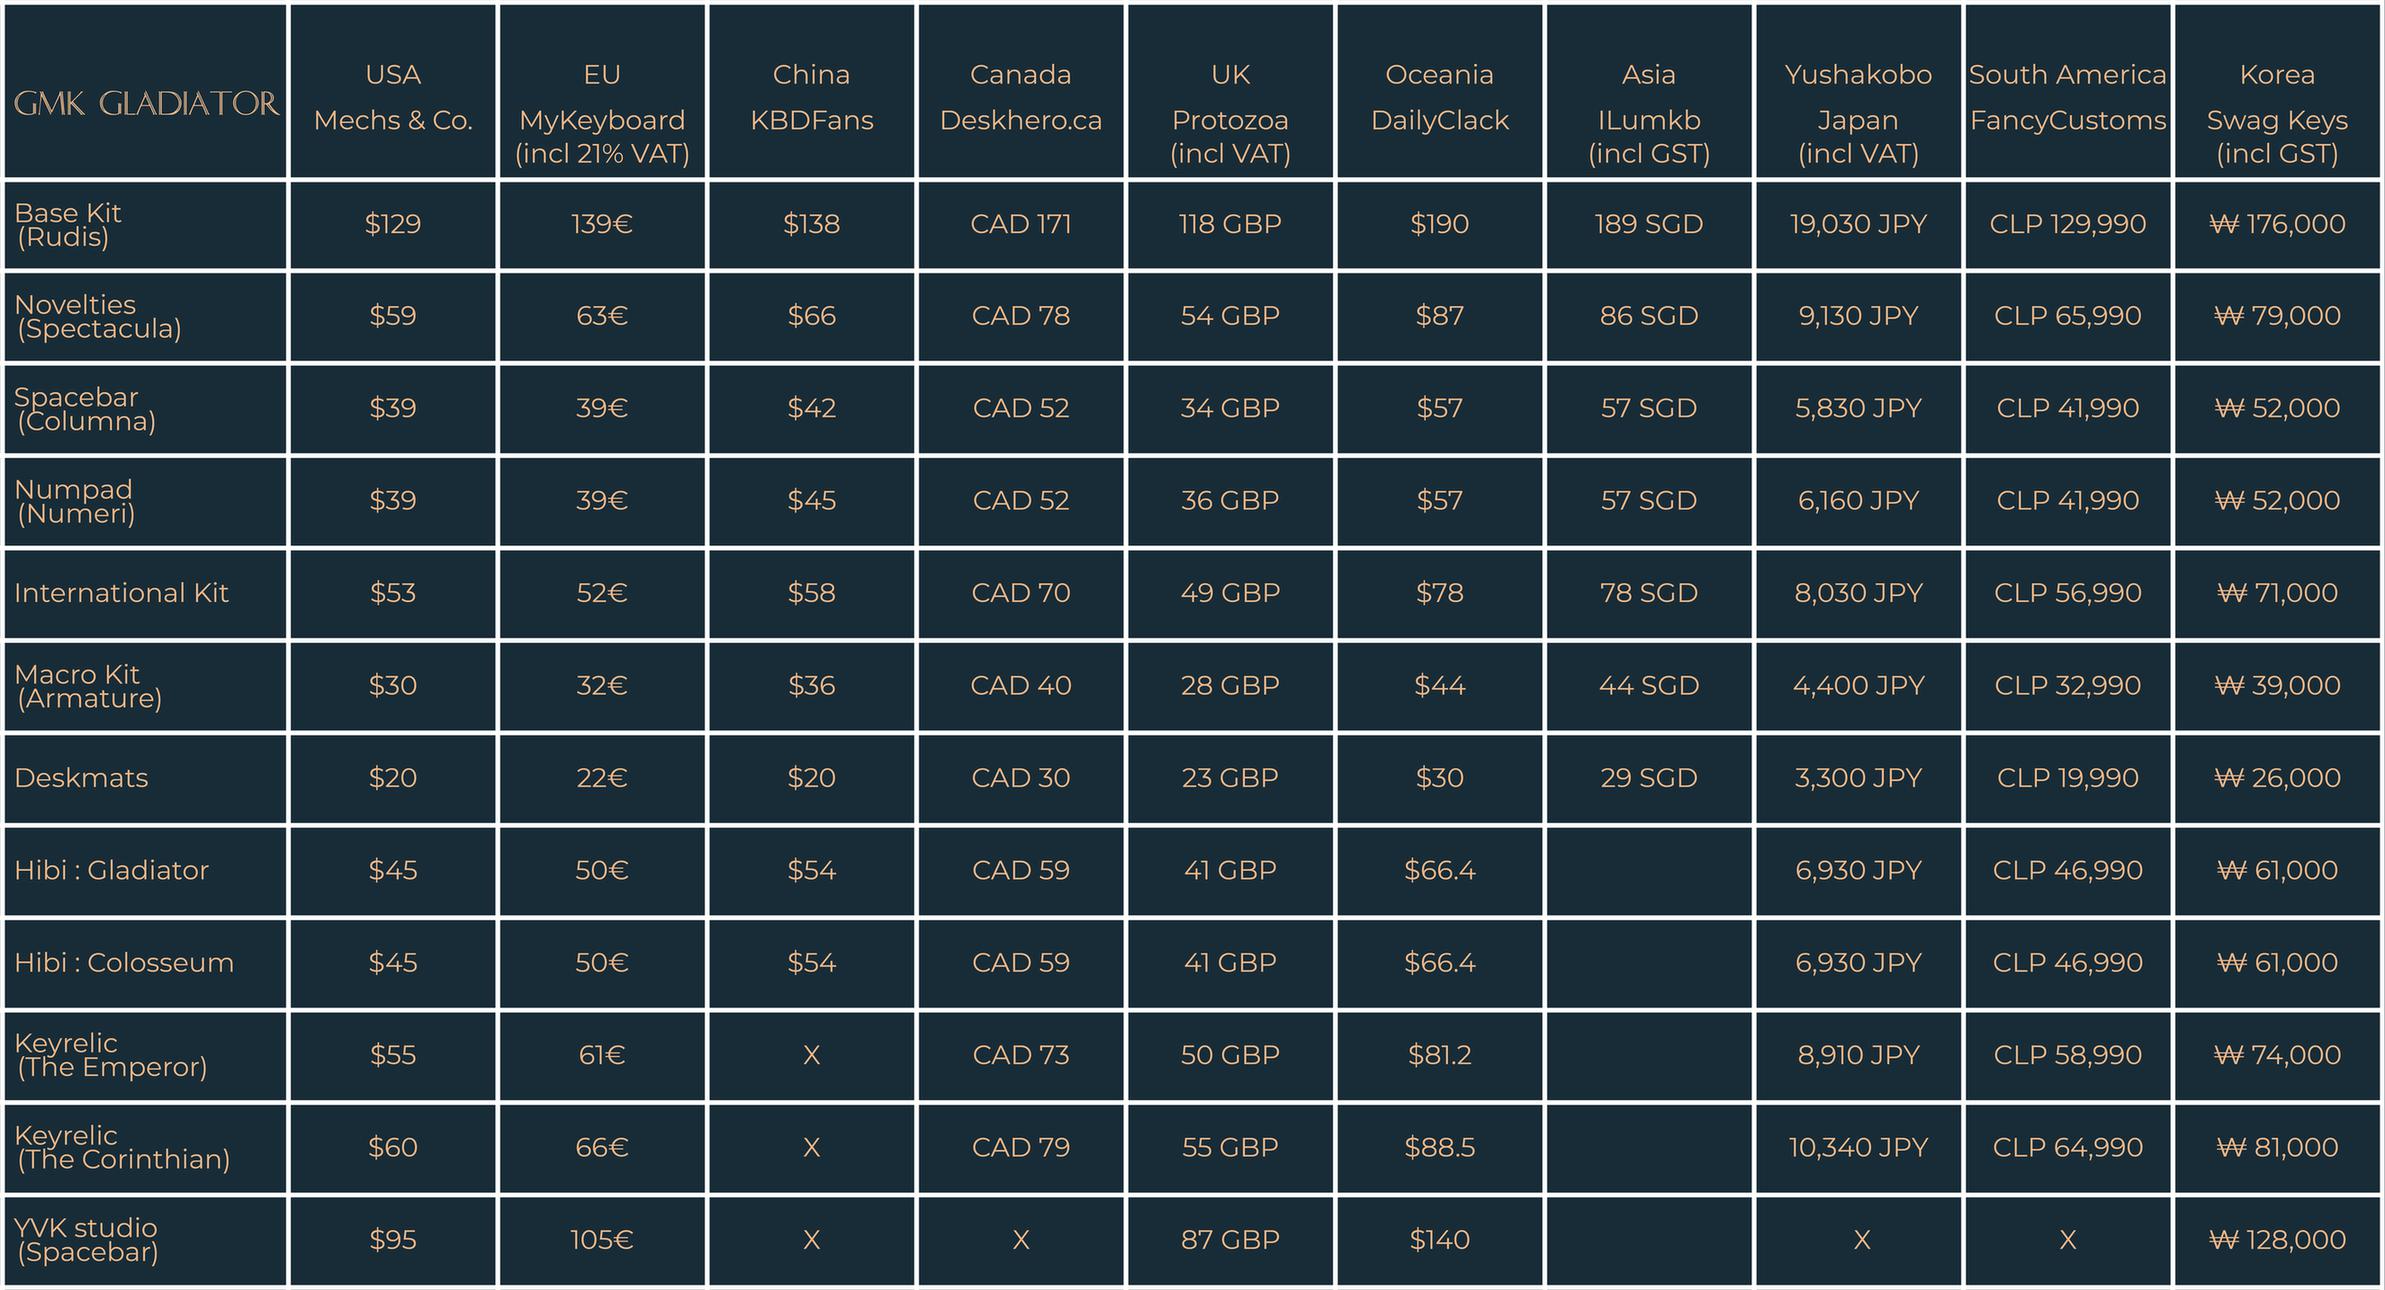 GMK GLADIATOR
USA
Mechs & Co.
EU
MyKeyboard
(incl 21% VAT)
China
KBDFans
Canada
Deskhero.ca
UK
Protozoa
(incl VAT)
Oceania
DailyClack
Asia
ILumkb
(incl GST)
Yushakobo
Japan
(incl VAT)
South America
FancyCustoms
Korea
Swag Keys
(incl GST)
Base Kit
(Rudis)
$129
139€
$138
CAD 171
118 GBP
$190
189 SGD
19,030 JPY
CLP 129,990
₩ 176,000
Novelties
(Spectacula)
$59
63€
$66
CAD 78
54 GBP
$87
86 SGD
9,130 JPY
CLP 65,990
₩ 79,000
Spacebar
(Columna)
$39
39€
$42
CAD 52
34 GBP
$57
57 SGD
5,830 JPY
CLP 41,990
₩ 52,000
Numpad
(Numeri)
$39
39€
$45
CAD 52
36 GBP
$57
57 SGD
6,160 JPY
CLP 41,990
₩ 52,000
International Kit
$53
52€
$58
CAD 70
49 GBP
$78
78 SGD
8,030 JPY
CLP 56,990
₩ 71,000
Macro Kit
(Armature)
$30
32€
$36
CAD 40
28 GBP
$44
44 SGD
4,400 JPY
CLP 32,990
₩ 39,000
Deskmats
$20
22€
$20
CAD 30
23 GBP
$30
29 SGD
3,300 JPY
CLP 19,990
₩ 26,000
Hibi : Gladiator
$45
50€
$54
CAD 59
41 GBP
$66.4
6,930 JPY
CLP 46,990
₩ 61,000
Hibi : Colosseum
$45
50€
$54
CAD 59
41 GBP
$66.4
6,930 JPY
CLP 46,990
₩ 61,000
Keyrelic
(The Emperor)
$55
61€
X
CAD 73
50 GBP
$81.2
8,910 JPY
CLP 58,990
₩ 74,000
Keyrelic
(The Corinthian)
$60
66€
X
CAD 79
55 GBP
$88.5
10,340 JPY
CLP 64,990
₩ 81,000
YVK studio
(Spacebar)
$95
105€
X
X
87 GBP
$140
X
X
₩ 128,000